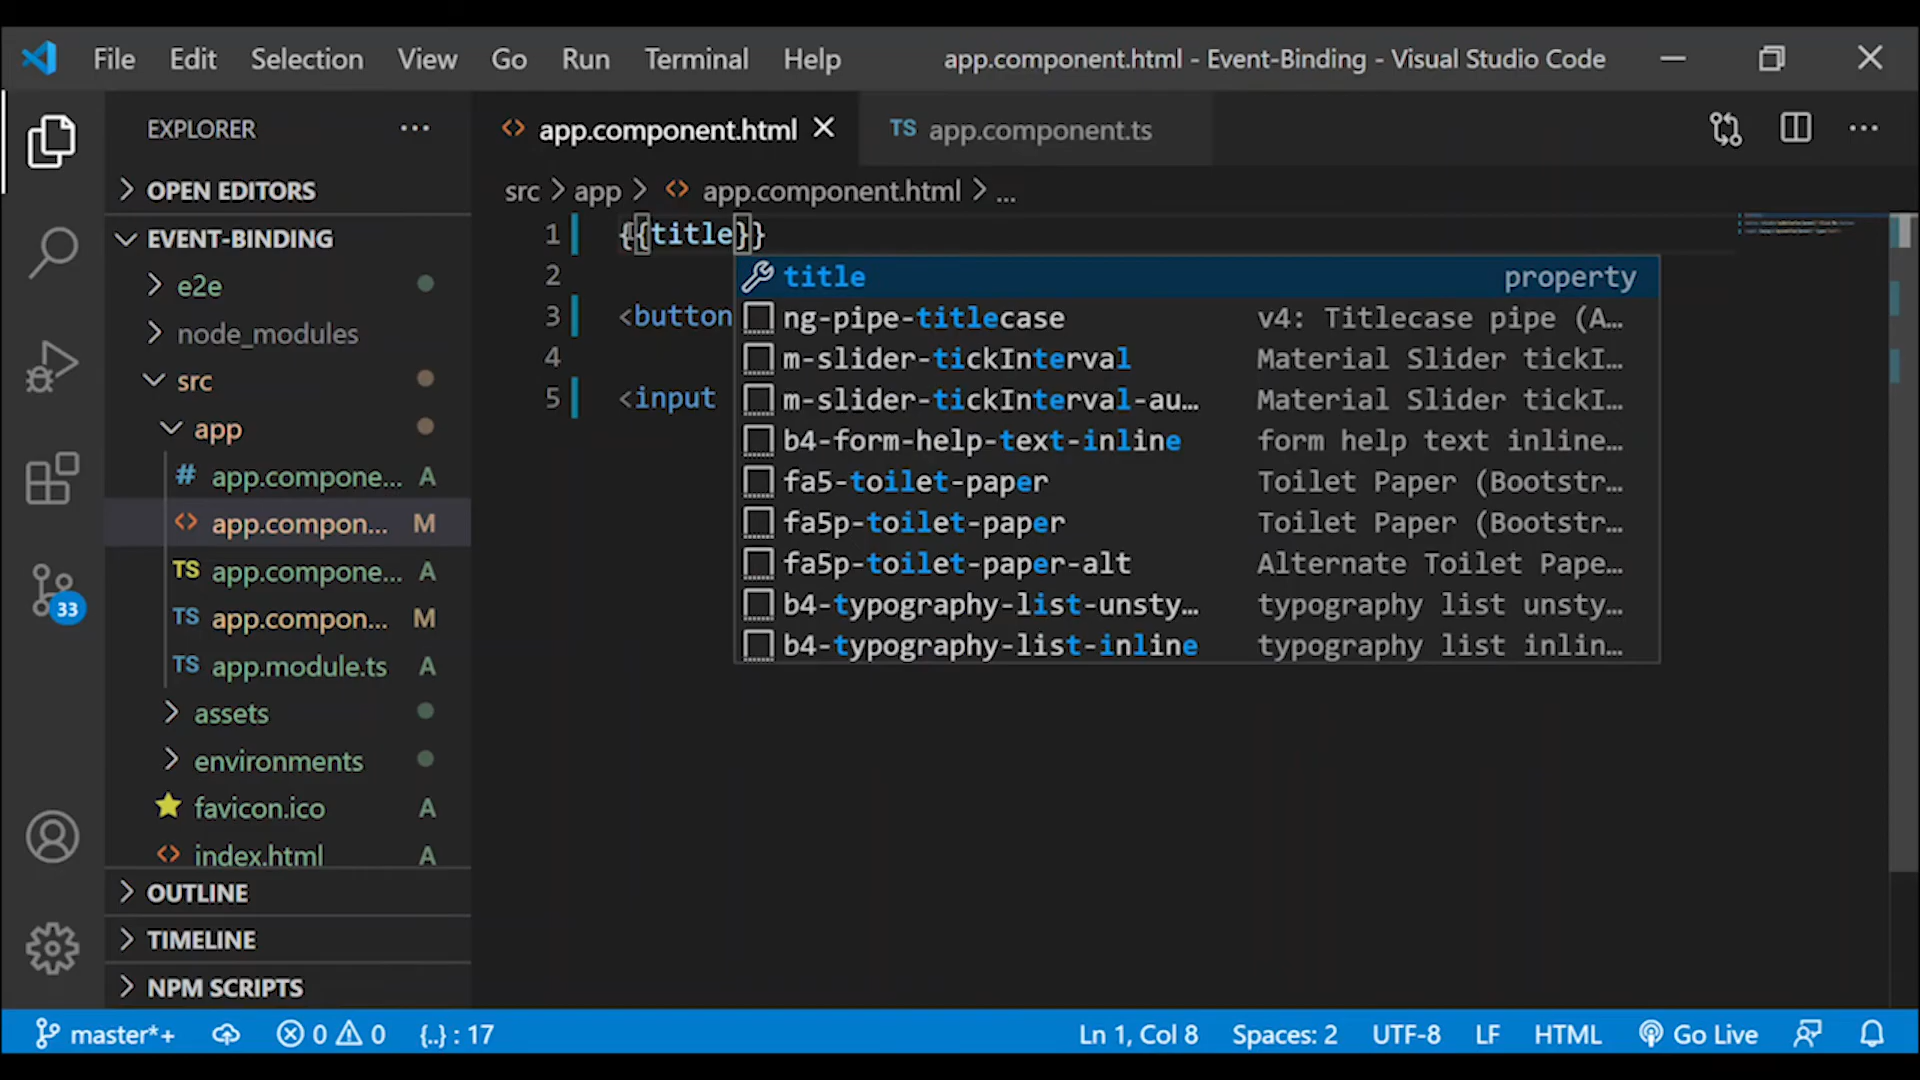 File Edit Selection View Go Run Terminal Help app.component.html - Event-Binding - Visual Studio Code
EXPLORER
OPEN EDITORS
EVENT-BINDING
e2e
node_modules
src
app
# app.compone... A
<> app.compon... M
TS app.compone... A
TS app.compon... M
TS app.module.ts A
assets
environments
favicon.ico A
<> index.html A
OUTLINE
TIMELINE
NPM SCRIPTS
33
<> app.component.html TS app.component.ts
src > app > <> app.component.html > ...
1 {{title}}
2
3 <button
4
5 <input
title property
ng-pipe-titlecase v4: Titlecase pipe (A…
m-slider-tickInterval Material Slider tickI…
m-slider-tickInterval-au… Material Slider tickI…
b4-form-help-text-inline form help text inline…
fa5-toilet-paper Toilet Paper (Bootstr…
fa5p-toilet-paper Toilet Paper (Bootstr…
fa5p-toilet-paper-alt Alternate Toilet Pape…
b4-typography-list-unsty… typography list unsty…
b4-typography-list-inline typography list inlin…
master*+ 0 0 {..} : 17 Ln 1, Col 8 Spaces: 2 UTF-8 LF HTML Go Live